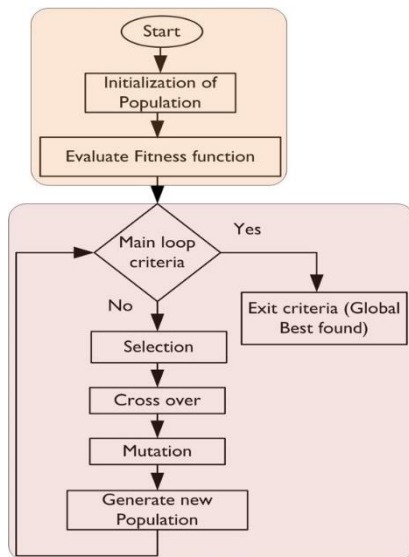 Start
Initialization of
Population
Evaluate Fitness function
Main loop
criteria
Yes
No
Exit criteria (Global
Best found)
Selection
Cross over
Mutation
Generate new
Population